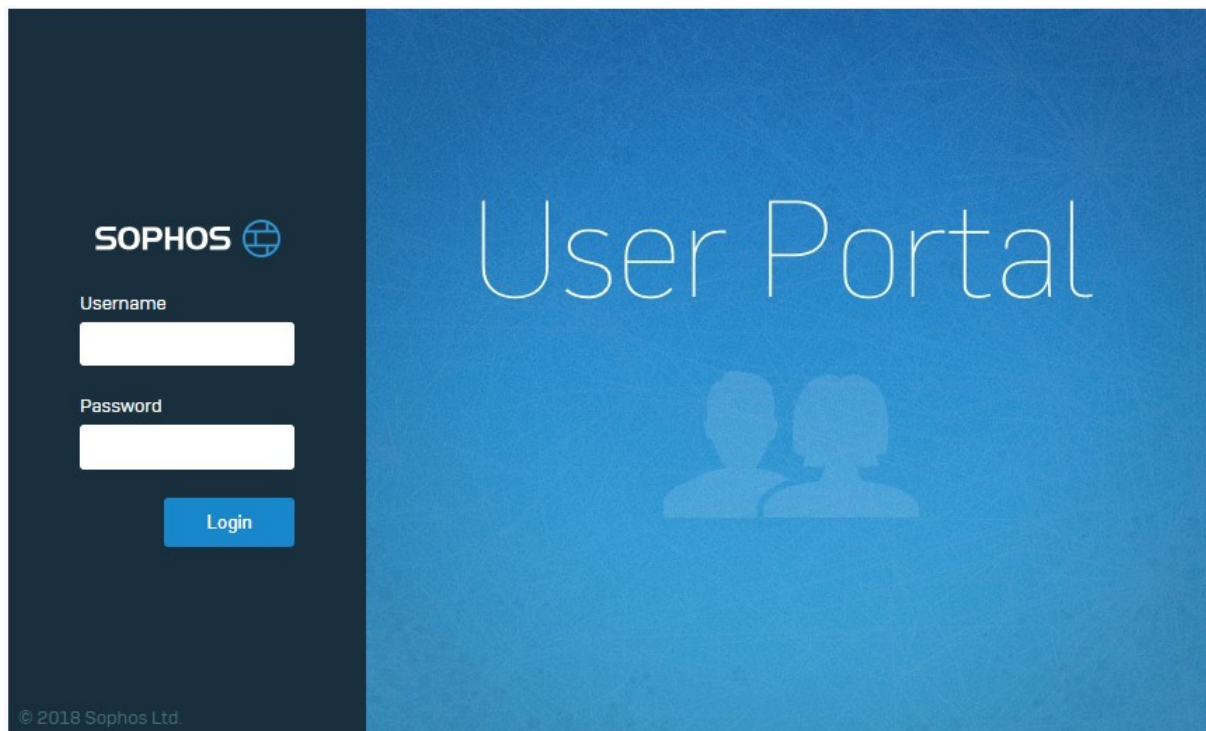 SOPHOS
Username
Password
Login
© 2018 Sophos Ltd.
User Portal